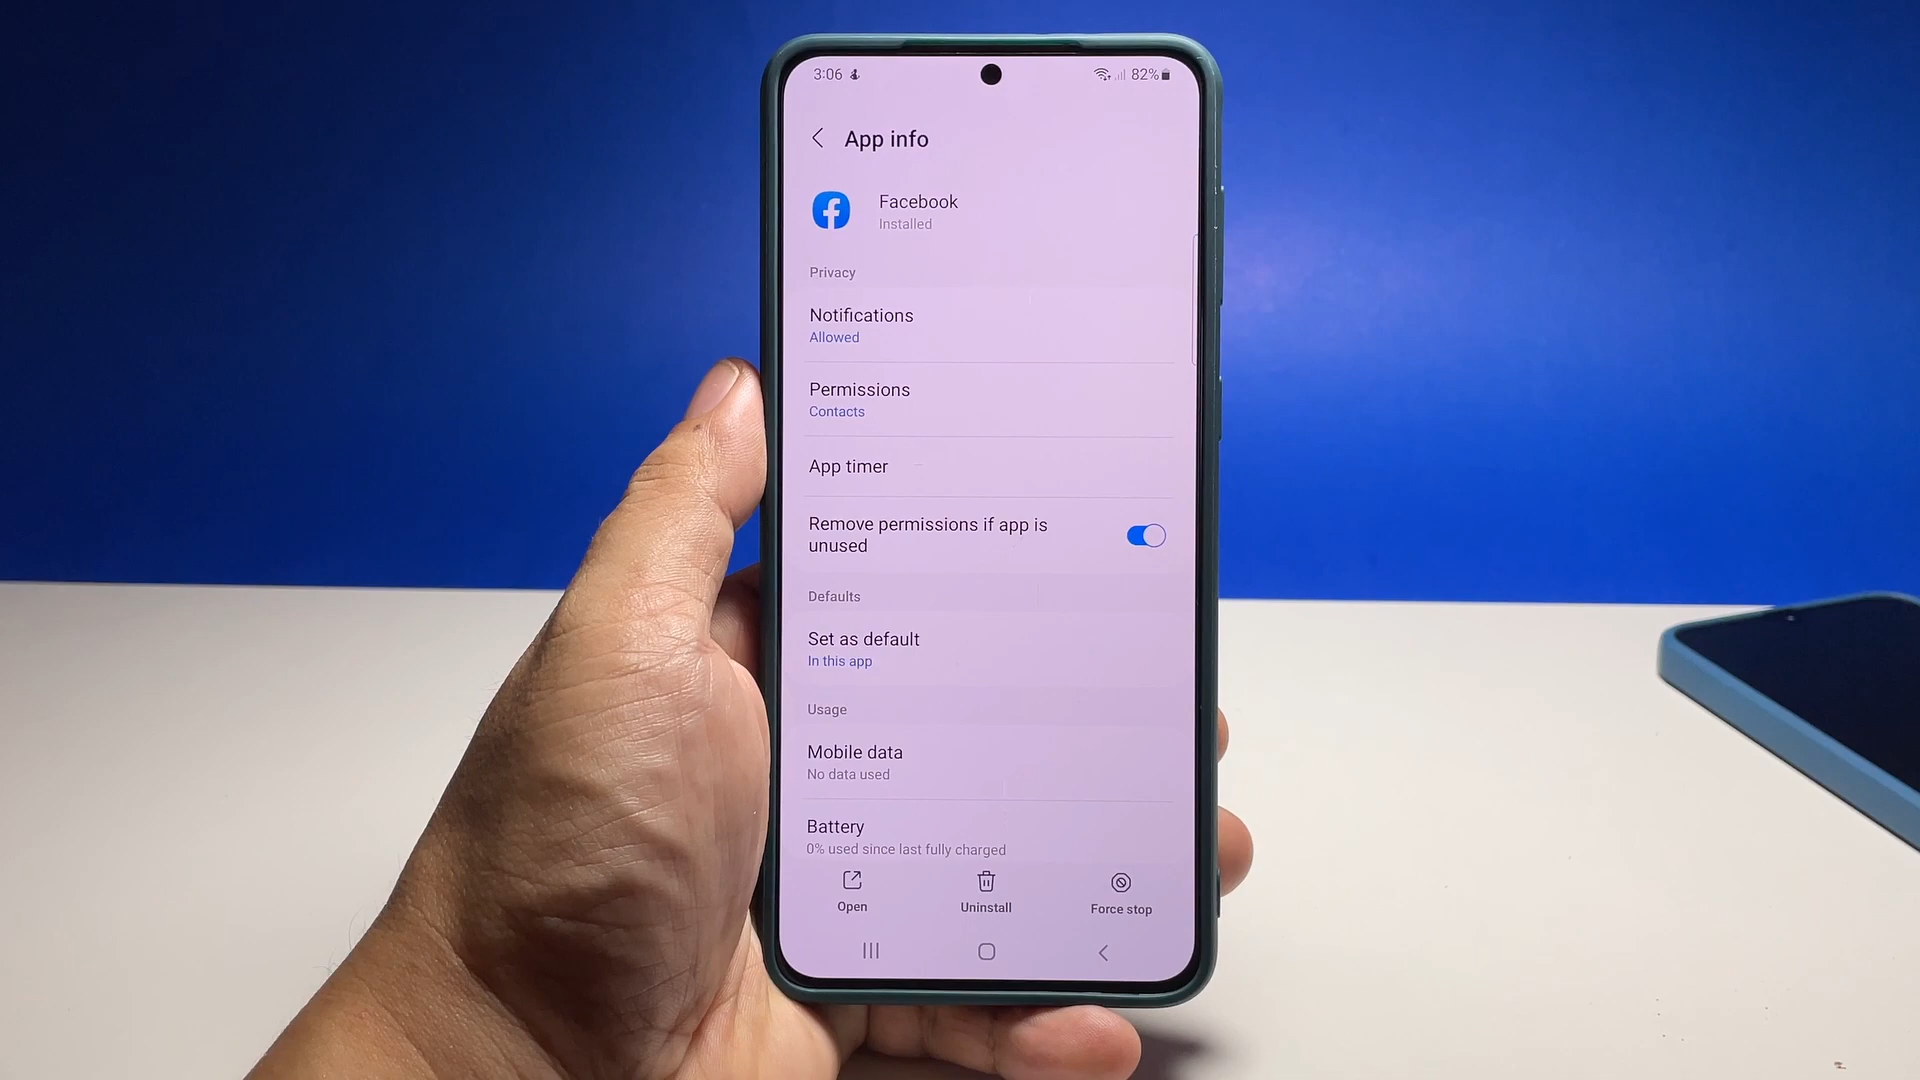 3:06 82%
App info
Facebook
Installed
Privacy
Notifications
Allowed
Permissions
Contacts
App timer
Remove permissions if app is
unused
Defaults
Set as default
In this app
Usage
Mobile data
No data used
Battery
0% used since last fully charged
Open Uninstall Force stop